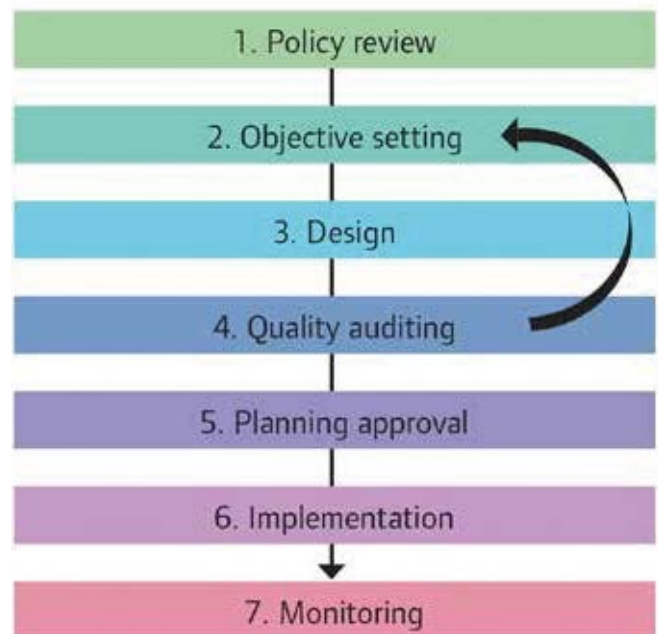 1. Policy review
2. Objective setting
3. Design
4. Quality auditing
5. Planning approval
6. Implementation
7. Monitoring